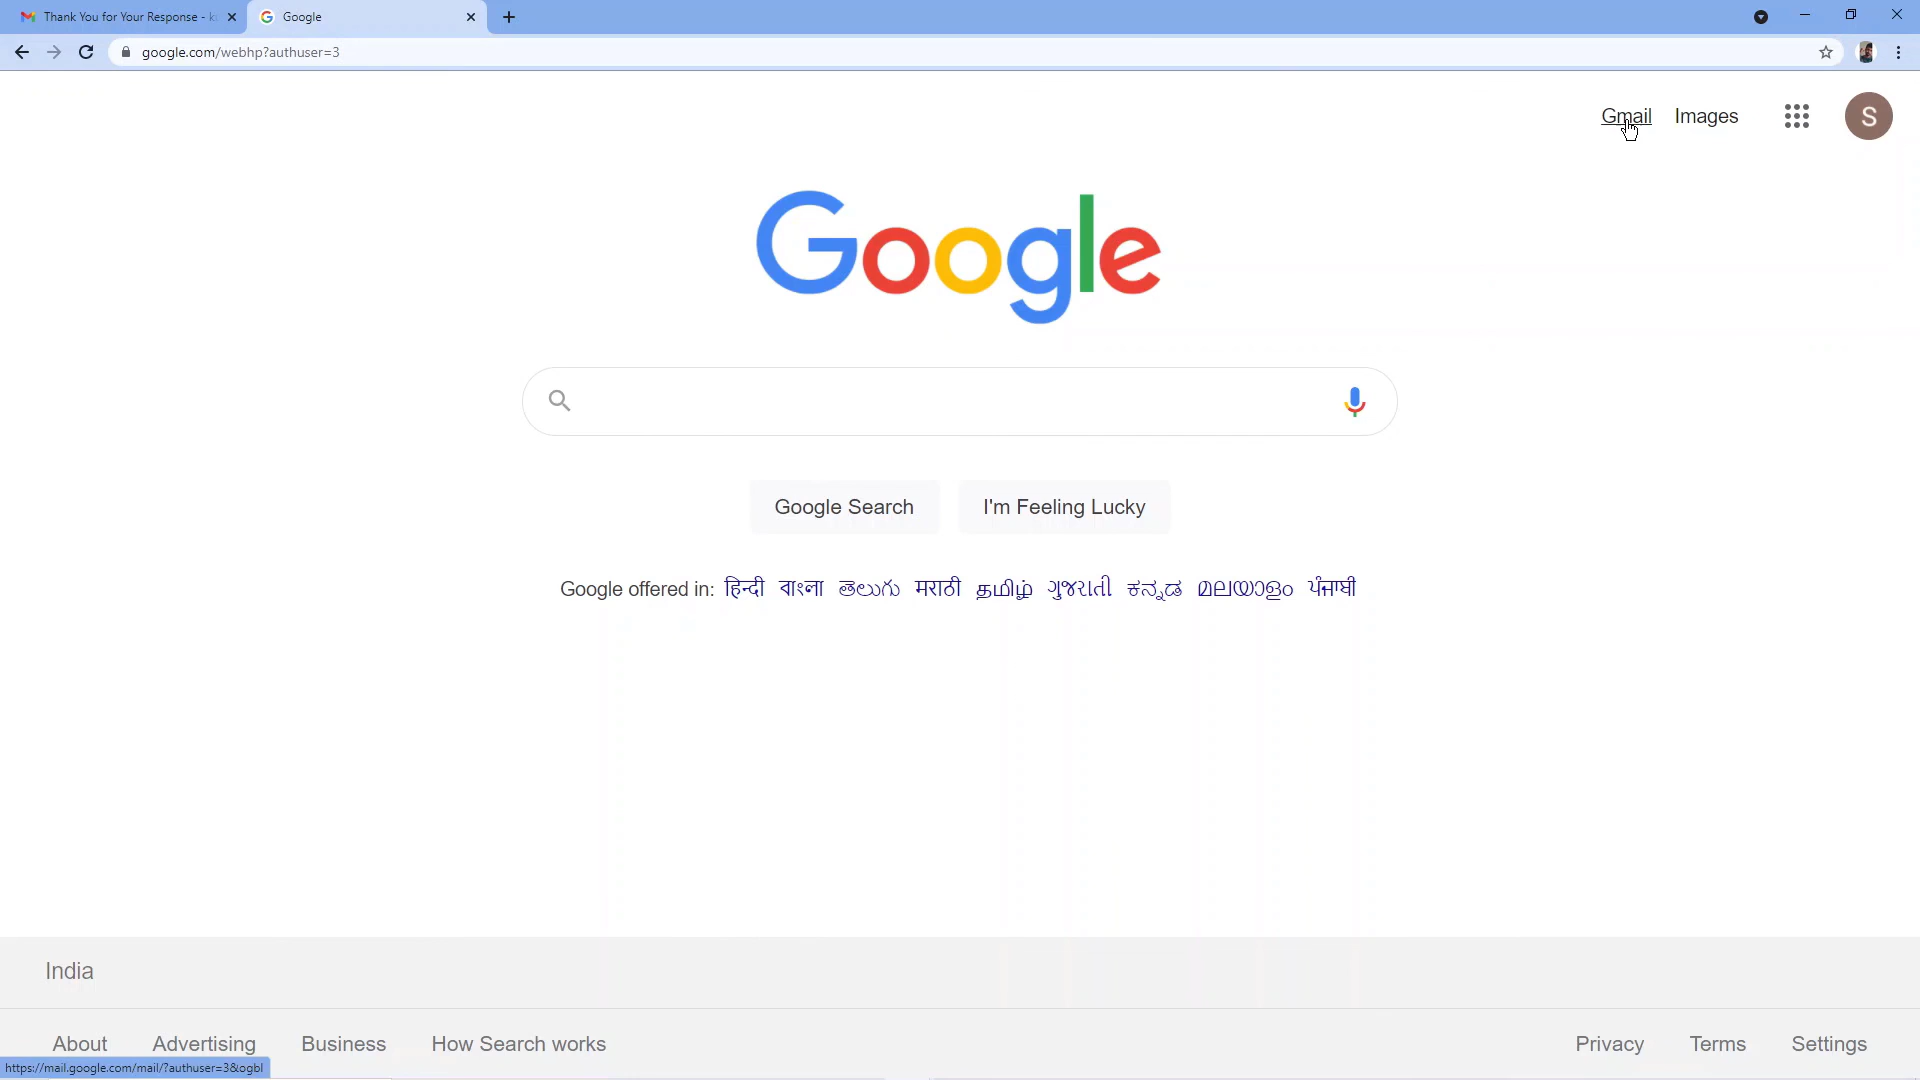 Thank You for Your Response -
Google
google.com/webhp?authuser=3
Gmail Images
S
Google
Google Search I'm Feeling Lucky
Google offered in: हिन्दी বাংলা తెలుగు मराठी தமிழ் ગુજરાતી ಕನ್ನಡ മലയാളം ਪੰਜਾਬੀ
India
About Advertising Business How Search works Privacy Terms Settings
https://mail.google.com/mail/?authuser=3&ogbl